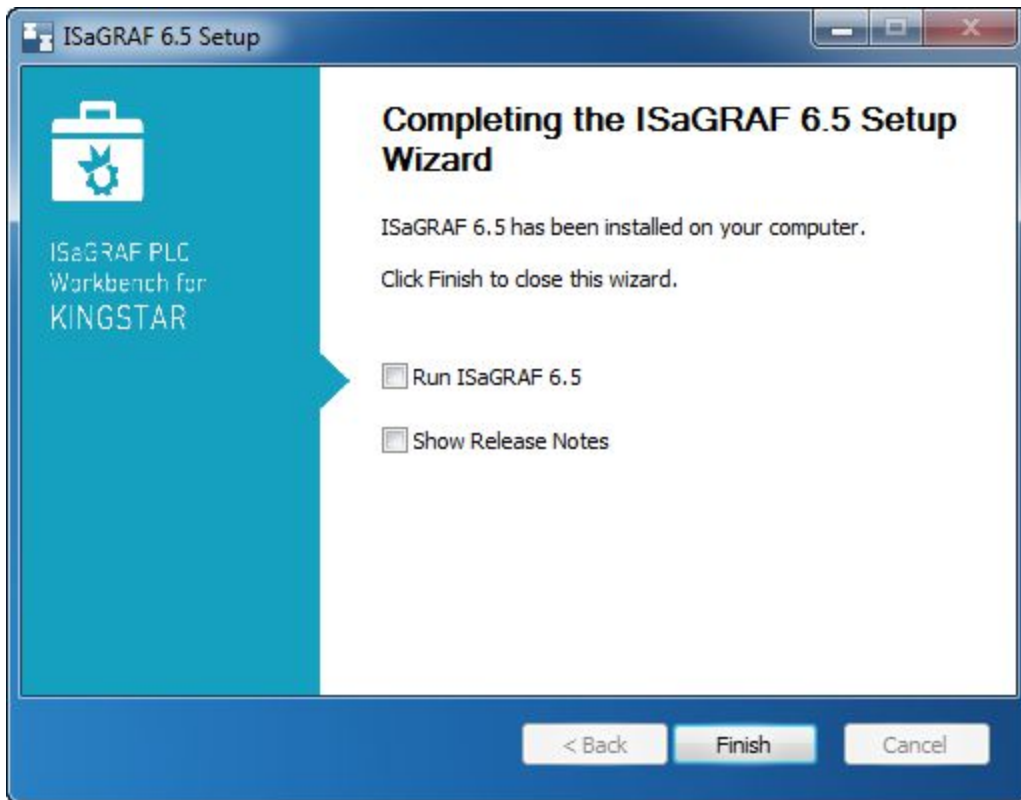 ISaGRAF 6.5 Setup
Completing the ISaGRAF 6.5 Setup
Wizard
ISaGRAF 6.5 has been installed on your computer.
Click Finish to close this wizard.
ISaGRAF PLC
Workbench for
KINGSTAR
Run ISaGRAF 6.5
Show Release Notes
< Back
Finish
Cancel